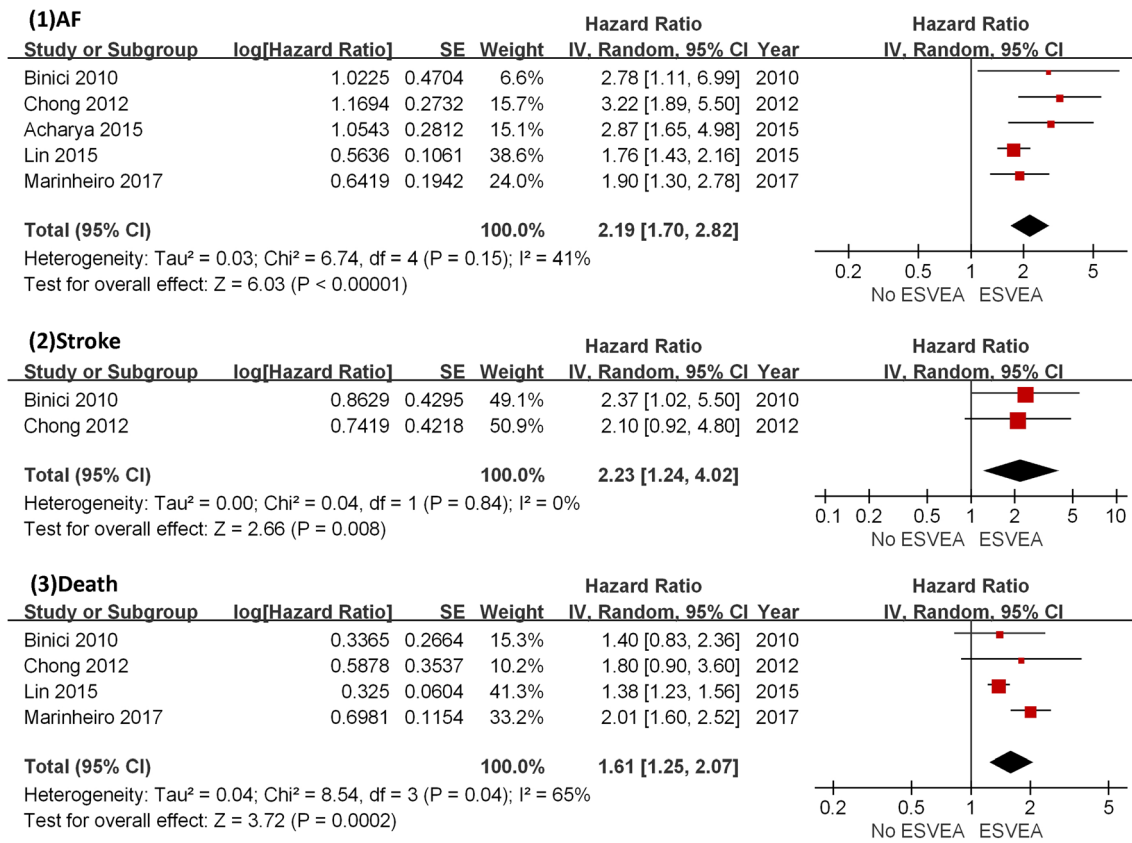 (1)AF
Hazard Ratio Hazard Ratio
Study or Subgroup log[Hazard Ratio] SE Weight IV, Random, 95% CI Year IV, Random, 95% CI
Binici 2010 1.0225 0.4704 6.6% 2.78 [1.11, 6.99] 2010
Chong 2012 1.1694 0.2732 15.7% 3.22 [1.89, 5.50] 2012
Acharya 2015 1.0543 0.2812 15.1% 2.87 [1.65, 4.98] 2015
Lin 2015 0.5636 0.1061 38.6% 1.76 [1.43, 2.16] 2015
Marinheiro 2017 0.6419 0.1942 24.0% 1.90 [1.30, 2.78] 2017
Total (95% CI) 100.0% 2.19 [1.70, 2.82]
Heterogeneity: Tau² = 0.03; Chi² = 6.74, df = 4 (P = 0.15); I² = 41%
Test for overall effect: Z = 6.03 (P < 0.00001)
0.2 0.5 1 2 5
No ESVEA ESVEA
(2)Stroke
Hazard Ratio Hazard Ratio
Study or Subgroup log[Hazard Ratio] SE Weight IV, Random, 95% CI Year IV, Random, 95% CI
Binici 2010 0.8629 0.4295 49.1% 2.37 [1.02, 5.50] 2010
Chong 2012 0.7419 0.4218 50.9% 2.10 [0.92, 4.80] 2012
Total (95% CI) 100.0% 2.23 [1.24, 4.02]
Heterogeneity: Tau² = 0.00; Chi² = 0.04, df = 1 (P = 0.84); I² = 0%
Test for overall effect: Z = 2.66 (P = 0.008)
0.1 0.2 0.5 1 2 5 10
No ESVEA ESVEA
(3)Death
Hazard Ratio Hazard Ratio
Study or Subgroup log[Hazard Ratio] SE Weight IV, Random, 95% CI Year IV, Random, 95% CI
Binici 2010 0.3365 0.2664 15.3% 1.40 [0.83, 2.36] 2010
Chong 2012 0.5878 0.3537 10.2% 1.80 [0.90, 3.60] 2012
Lin 2015 0.325 0.0604 41.3% 1.38 [1.23, 1.56] 2015
Marinheiro 2017 0.6981 0.1154 33.2% 2.01 [1.60, 2.52] 2017
Total (95% CI) 100.0% 1.61 [1.25, 2.07]
Heterogeneity: Tau² = 0.04; Chi² = 8.54, df = 3 (P = 0.04); I² = 65%
Test for overall effect: Z = 3.72 (P = 0.0002)
0.2 0.5 1 2 5
No ESVEA ESVEA